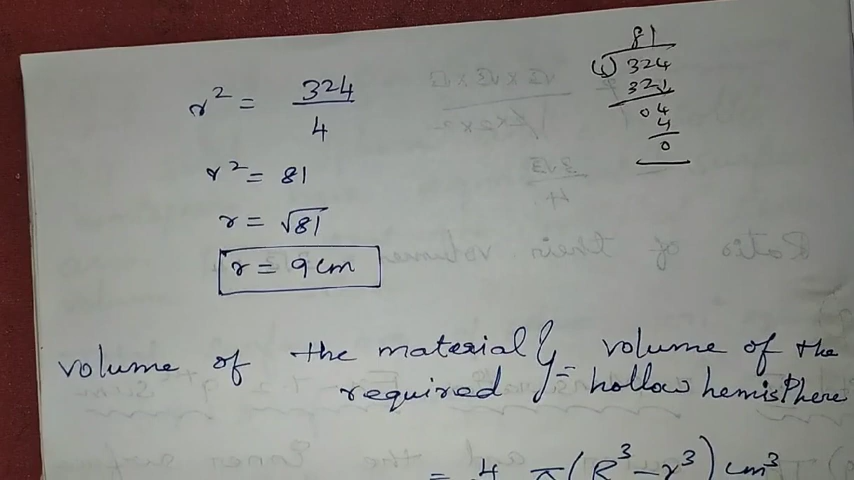 r² = 324/4
r² = 81
r = √81
r = 9 cm
81
4) 324
32↓
04
4
0
volume of the material required } = volume of the hollow hemisphere
= 4 π(R³ – r³) cm³